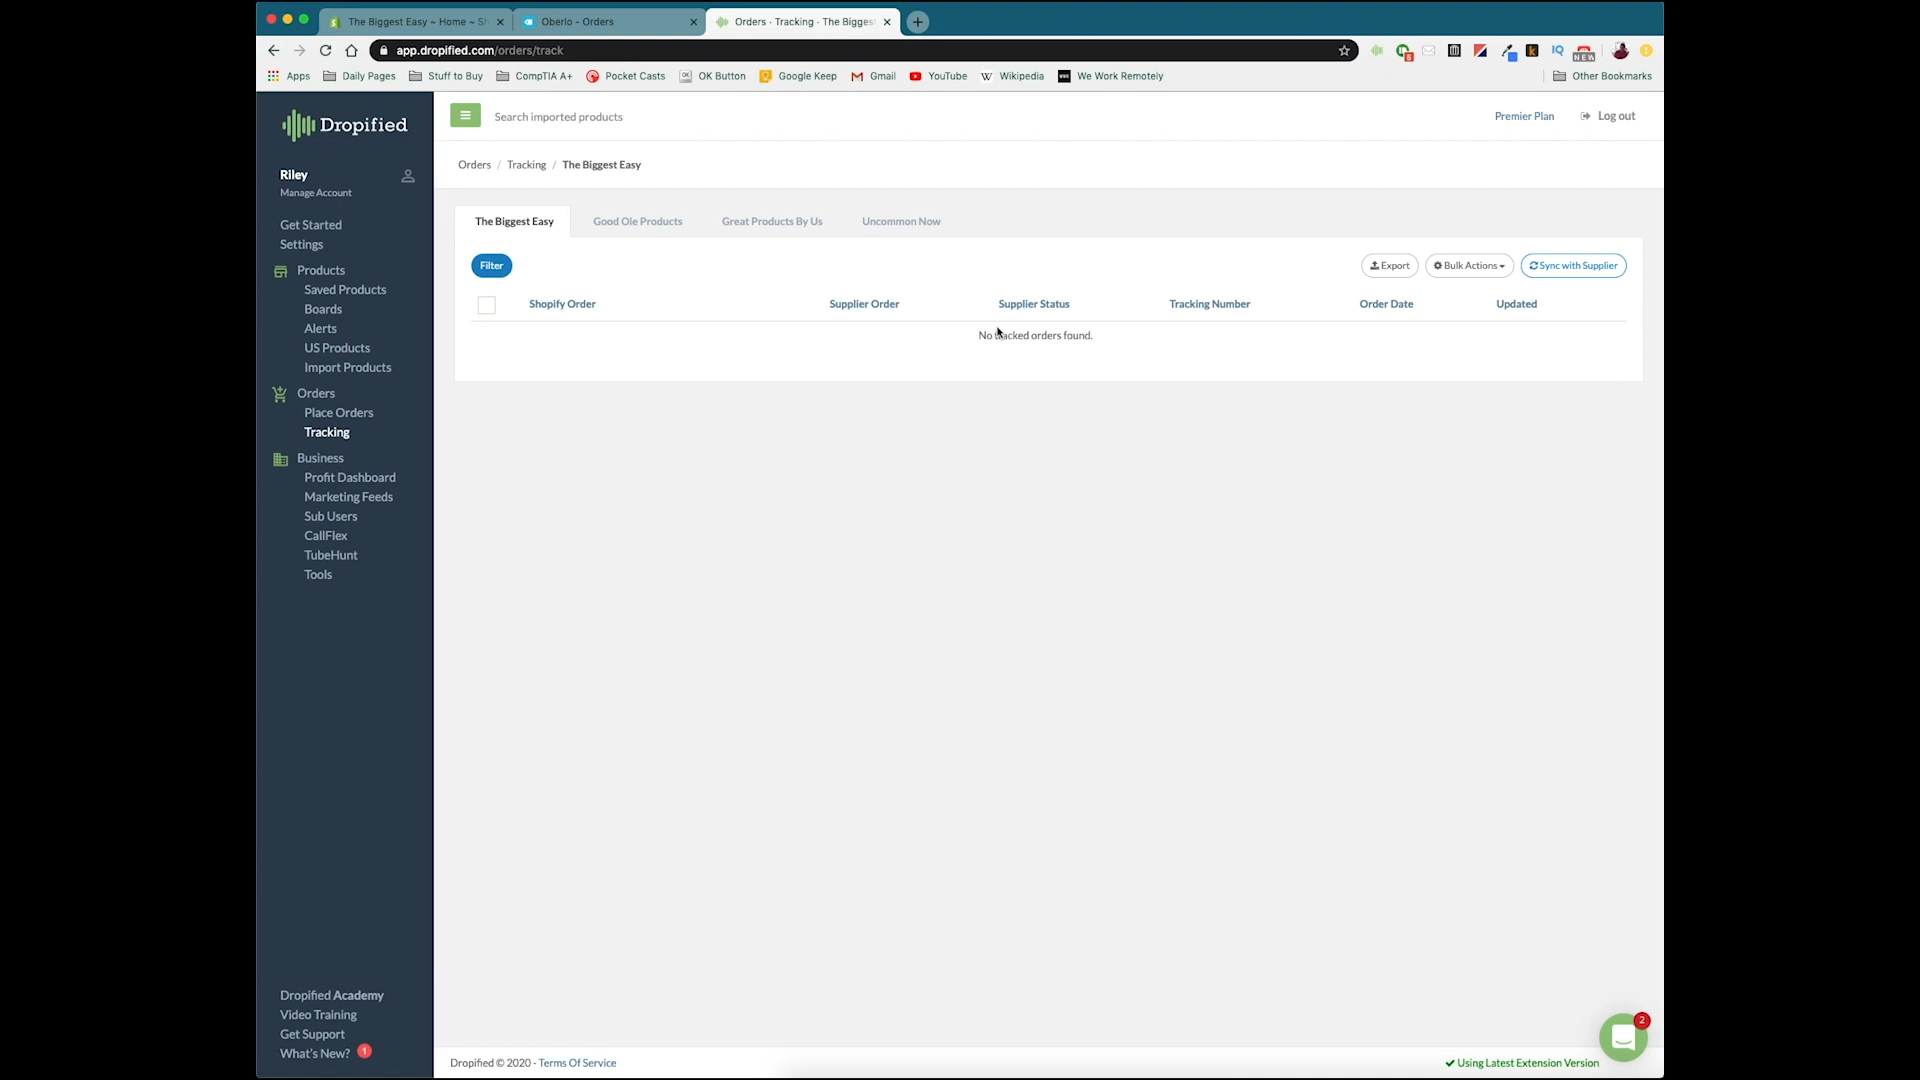 The Biggest Easy ~ Home ~ Sh
Oberlo - Orders
Orders · Tracking · The Biggest
app.dropified.com/orders/track
5
IQ
NEW
Apps
Daily Pages
Stuff to Buy
CompTIA A+
Pocket Casts
OK Button
Google Keep
Gmail
YouTube
Wikipedia
We Work Remotely
Other Bookmarks
Dropified
Search imported products
Premier Plan
Log out
Riley
Manage Account
Get Started
Settings
Products
Saved Products
Boards
Alerts
US Products
Import Products
Orders
Place Orders
Tracking
Business
Profit Dashboard
Marketing Feeds
Sub Users
CallFlex
TubeHunt
Tools
Dropified Academy
Video Training
Get Support
What's New? 1
Orders / Tracking / The Biggest Easy
The Biggest Easy
Good Ole Products
Great Products By Us
Uncommon Now
Filter
Export
Bulk Actions
Sync with Supplier
Shopify Order
Supplier Order
Supplier Status
Tracking Number
Order Date
Updated
No tracked orders found.
2
Dropified © 2020 - Terms Of Service
Using Latest Extension Version